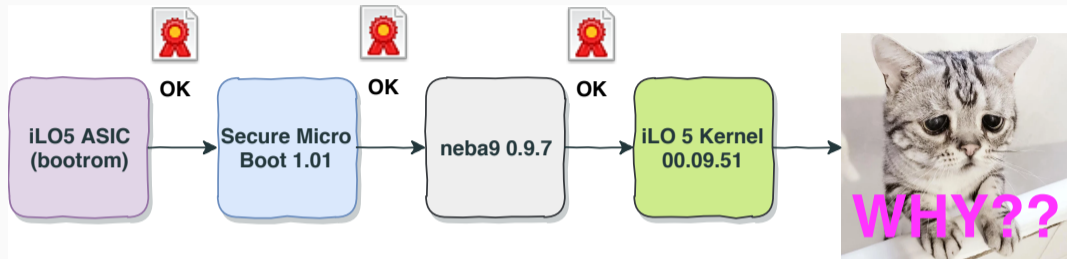 OK
OK
OK
iLO5 ASIC
(bootrom)
Secure Micro
Boot 1.01
neba9 0.9.7
iLO 5 Kernel
00.09.51
WHY??